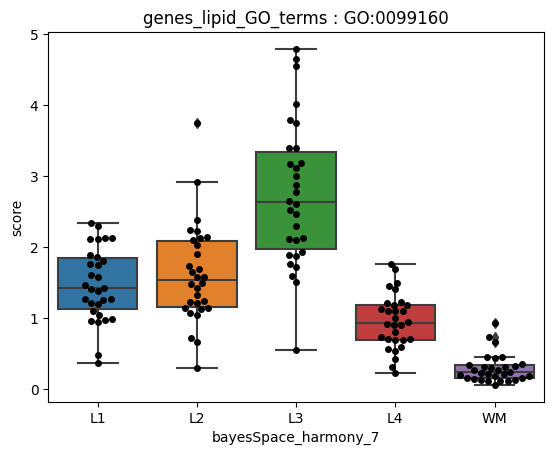 genes_lipid_GO_terms : GO:0099160
5
4
3
2
1
0
score
L1 L2 L3 L4 WM
bayesSpace_harmony_7